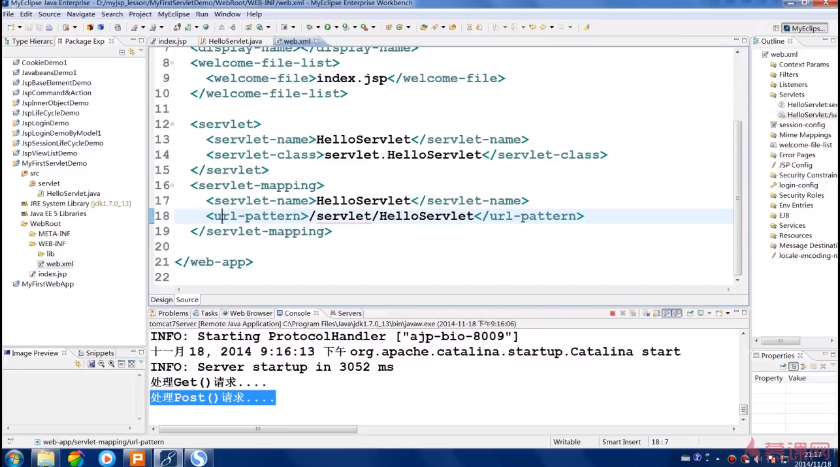 MyEclipse Java Enterprise - D:\myjsp_lesson\MyFirstServletDemo/WebRoot/WEB-INF/web.xml - MyEclipse Enterprise Workbench
File Edit Source Navigate Search Project MyEclipse Run Window Help
MyEclips...
Type Hierarc
Package Exp
index.jsp
HelloServlet.java
web.xml
Outline
CookieDemo1
JavabeansDemo1
JspBaseElementDemo
JspCommand&Action
JspInnerObjectDemo
JspLifeCycleDemo
JspLoginDemo
JspLoginDemoByModel1
JspSessionLifeCycleDemo
JspViewListDemo
MyFirstServletDemo
src
servlet
HelloServlet.java
JRE System Library [jdk1.7.0_13]
Java EE 5 Libraries
WebRoot
META-INF
WEB-INF
lib
web.xml
index.jsp
MyFirstWebApp
17 <display-name></display-name>
8 <welcome-file-list>
9 <welcome-file>index.jsp</welcome-file>
10 </welcome-file-list>
11
12 <servlet>
13 <servlet-name>HelloServlet</servlet-name>
14 <servlet-class>servlet.HelloServlet</servlet-class>
15 </servlet>
16 <servlet-mapping>
17 <servlet-name>HelloServlet</servlet-name>
18 <url-pattern>/servlet/HelloServlet</url-pattern>
19 </servlet-mapping>
20
21 </web-app>
22
Design Source
web.xml
Context Params
Filters
Listeners
Servlets
HelloServlet:se
HelloServlet:/se
session-config
Mime Mappings
welcome-file-list
Error Pages
JSP Config
Security Constrain
login-config
Security Roles
Env Entries
EJB
Services
Resources
Message Destinatio
locale-encoding-m
Image Preview
Snippets
Problems
Tasks
Web Browser
Console
Servers
tomcat7Server [Remote Java Application] C:\Program Files\Java\jdk1.7.0_13\bin\javaw.exe (2014-11-18 下午9:16:06)
INFO: Starting ProtocolHandler ["ajp-bio-8009"]
十一月 18, 2014 9:16:13 下午 org.apache.catalina.startup.Catalina start
INFO: Server startup in 3052 ms
处理Get()请求....
处理Post()请求....
Properties
Property Value
web-app/servlet-mapping/url-pattern
Writable
Smart Insert
18 : 7
慕课网
21:17
2014/11/18